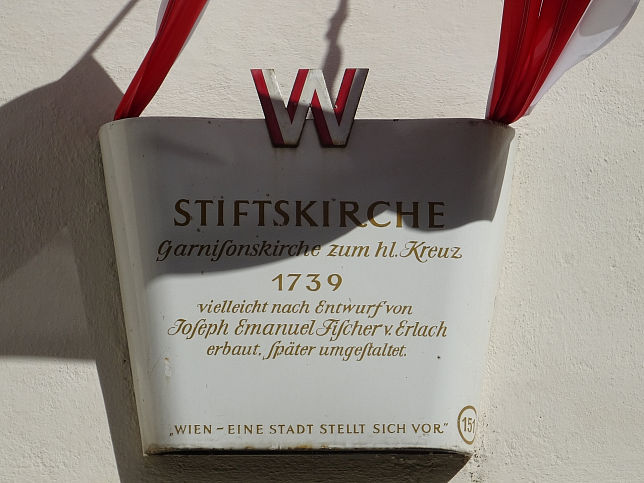 W
STIFTSKIRCHE
Garniſonskirche zum hl. Kreuz
1739
vielleicht nach Entwurf von
Joſeph Emanuel Fiſcher v. Erlach
erbaut, ſpäter umgeſtaltet.
„WIEN – EINE STADT STELLT SICH VOR" 151